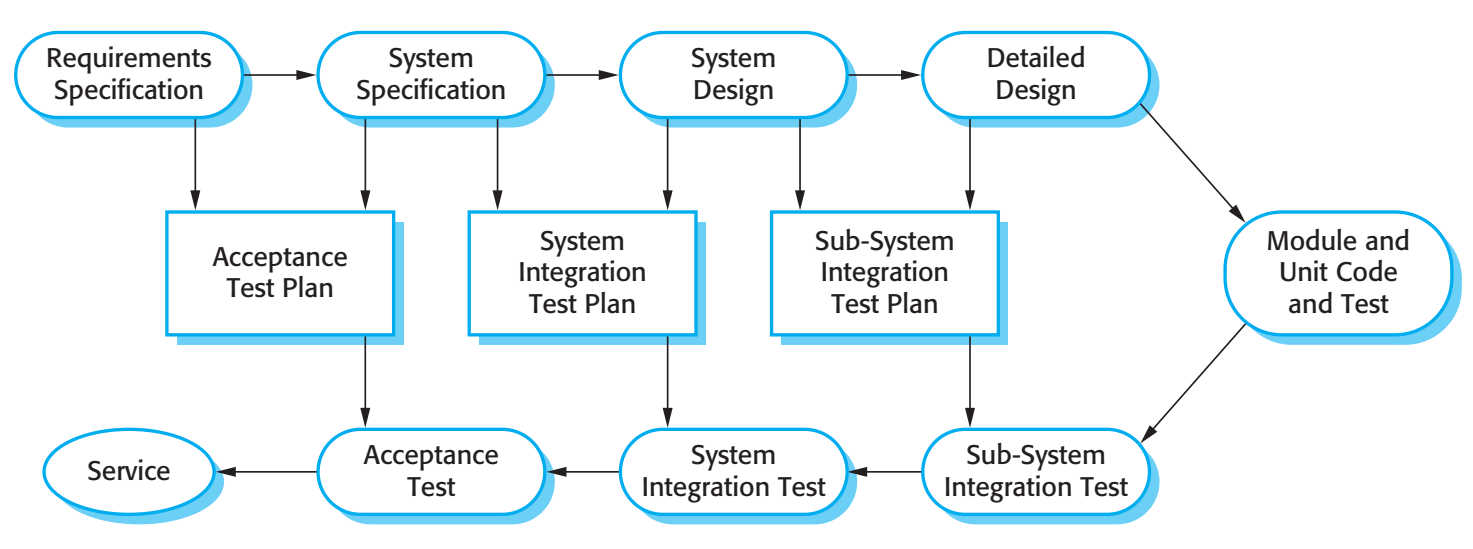 Requirements
Specification
System
Specification
System
Design
Detailed
Design
Acceptance
Test Plan
System
Integration
Test Plan
Sub-System
Integration
Test Plan
Module and
Unit Code
and Test
Service
Acceptance
Test
System
Integration Test
Sub-System
Integration Test